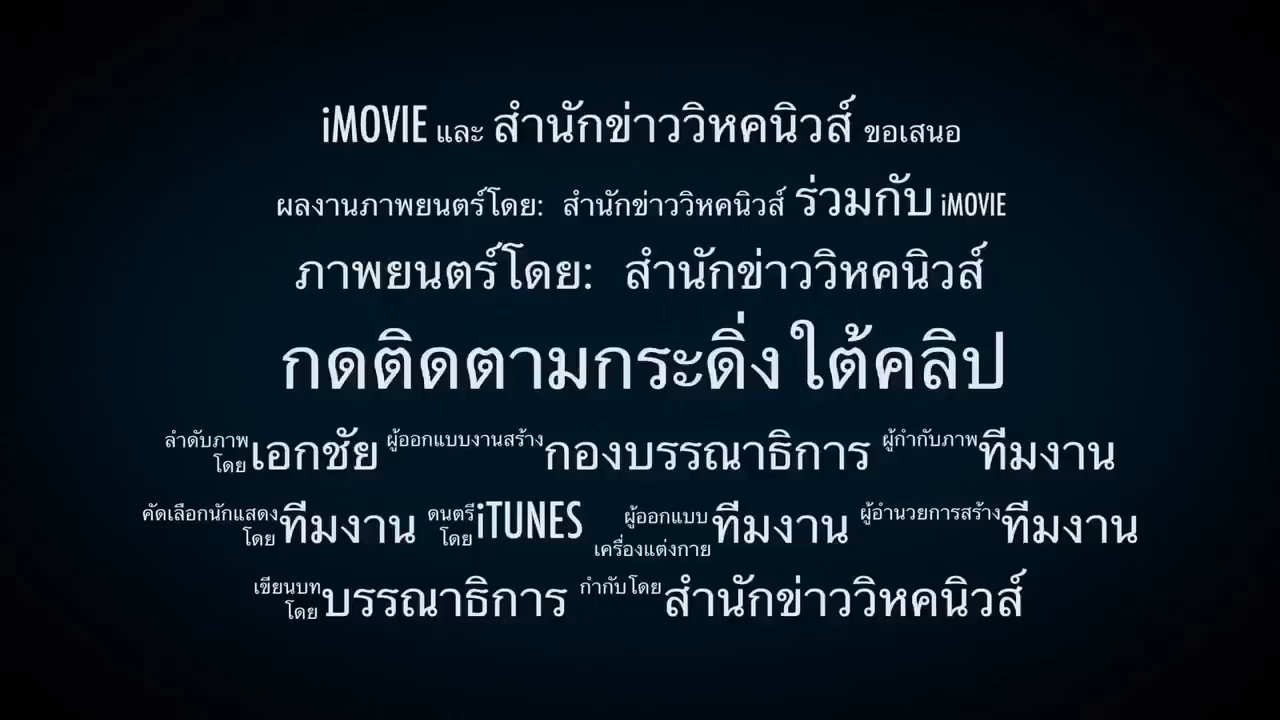 iMOVIE และ สำนักข่าววิหคนิวส์ ขอเสนอ
ผลงานภาพยนตร์โดย: สำนักข่าววิหคนิวส์ ร่วมกับ iMOVIE
ภาพยนตร์โดย: สำนักข่าววิหคนิวส์
กดติดตามกระดิ่ง ใต้คลิป
ลำดับภาพโดย เอกชัย ผู้ออกแบบงานสร้าง กองบรรณาธิการ ผู้กำกับภาพ ทีมงาน
คัดเลือกนักแสดงโดย ทีมงาน ดนตรีโดย iTUNES ผู้ออกแบบเครื่องแต่งกาย ทีมงาน ผู้อำนวยการสร้าง ทีมงาน
เขียนบทโดย บรรณาธิการ กำกับโดย สำนักข่าววิหคนิวส์